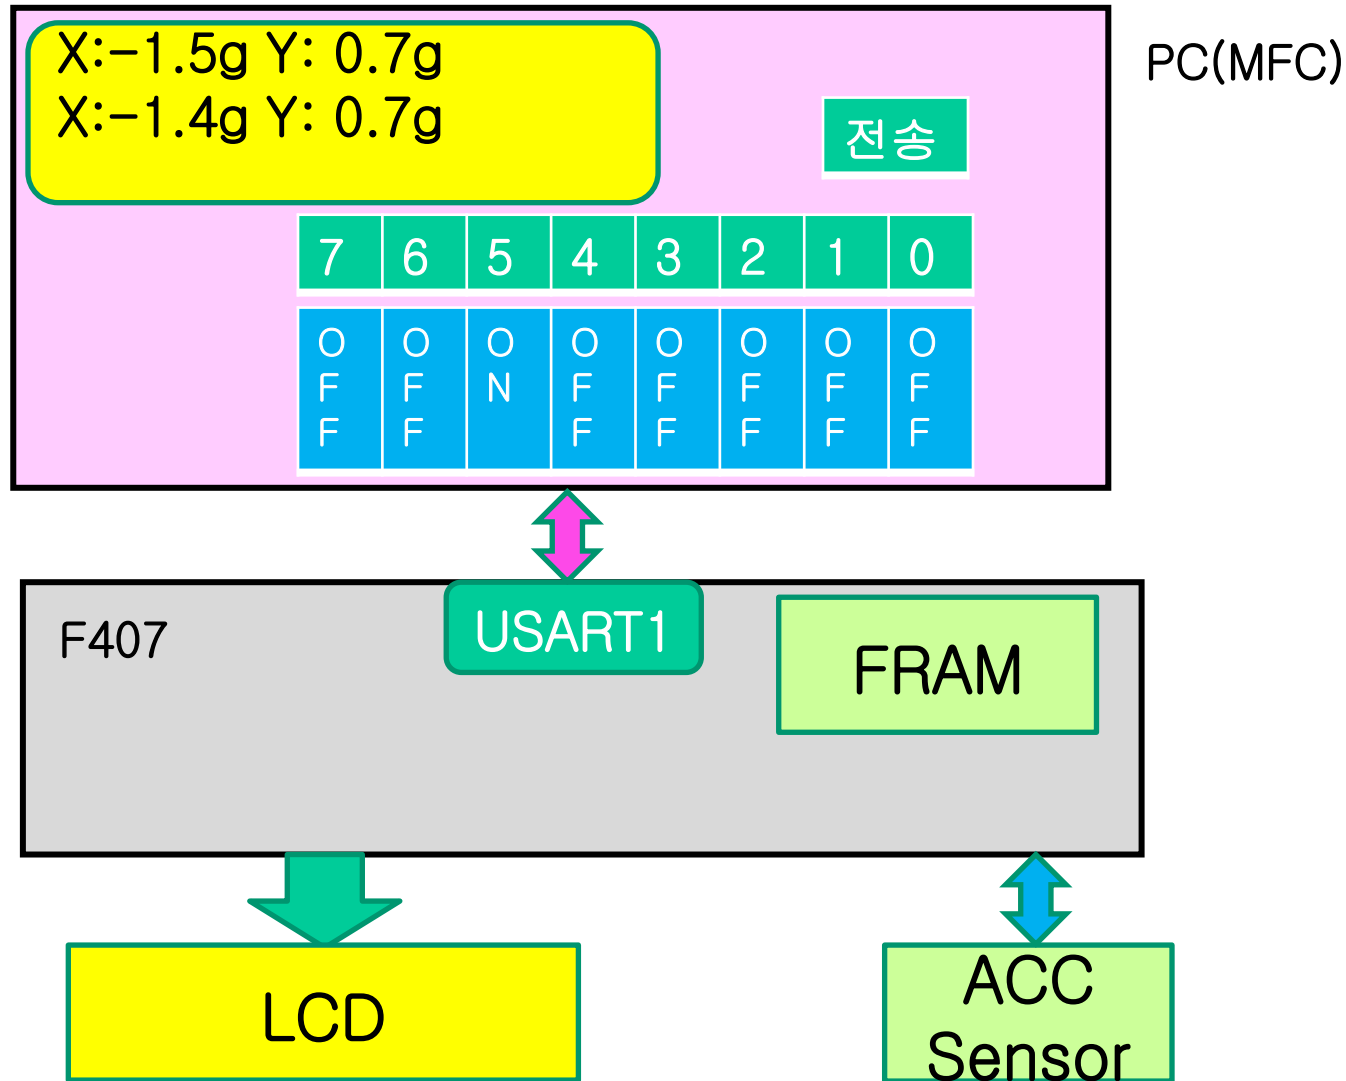 X:-1.5g Y: 0.7g
X:-1.4g Y: 0.7g
PC(MFC)
전송
7 6 5 4 3 2 1 0
OFF OFF ON OFF OFF OFF OFF OFF
USART1
F407
FRAM
LCD
ACC
Sensor